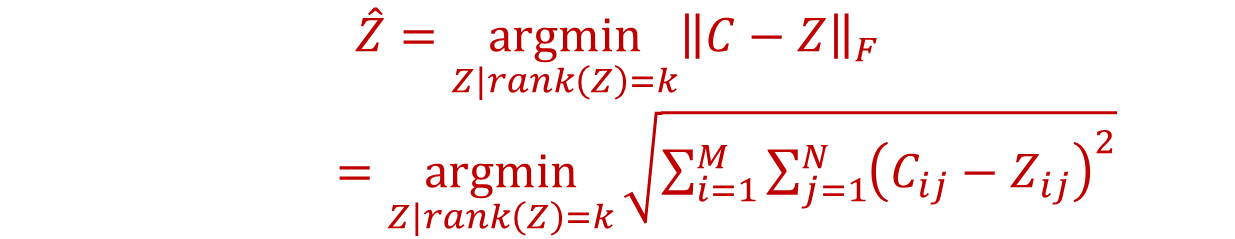 Ẑ = argmin ‖C − Z‖_F
Z|rank(Z)=k
= argmin √(∑_{i=1}^{M} ∑_{j=1}^{N} (C_{ij} − Z_{ij})^2)
Z|rank(Z)=k